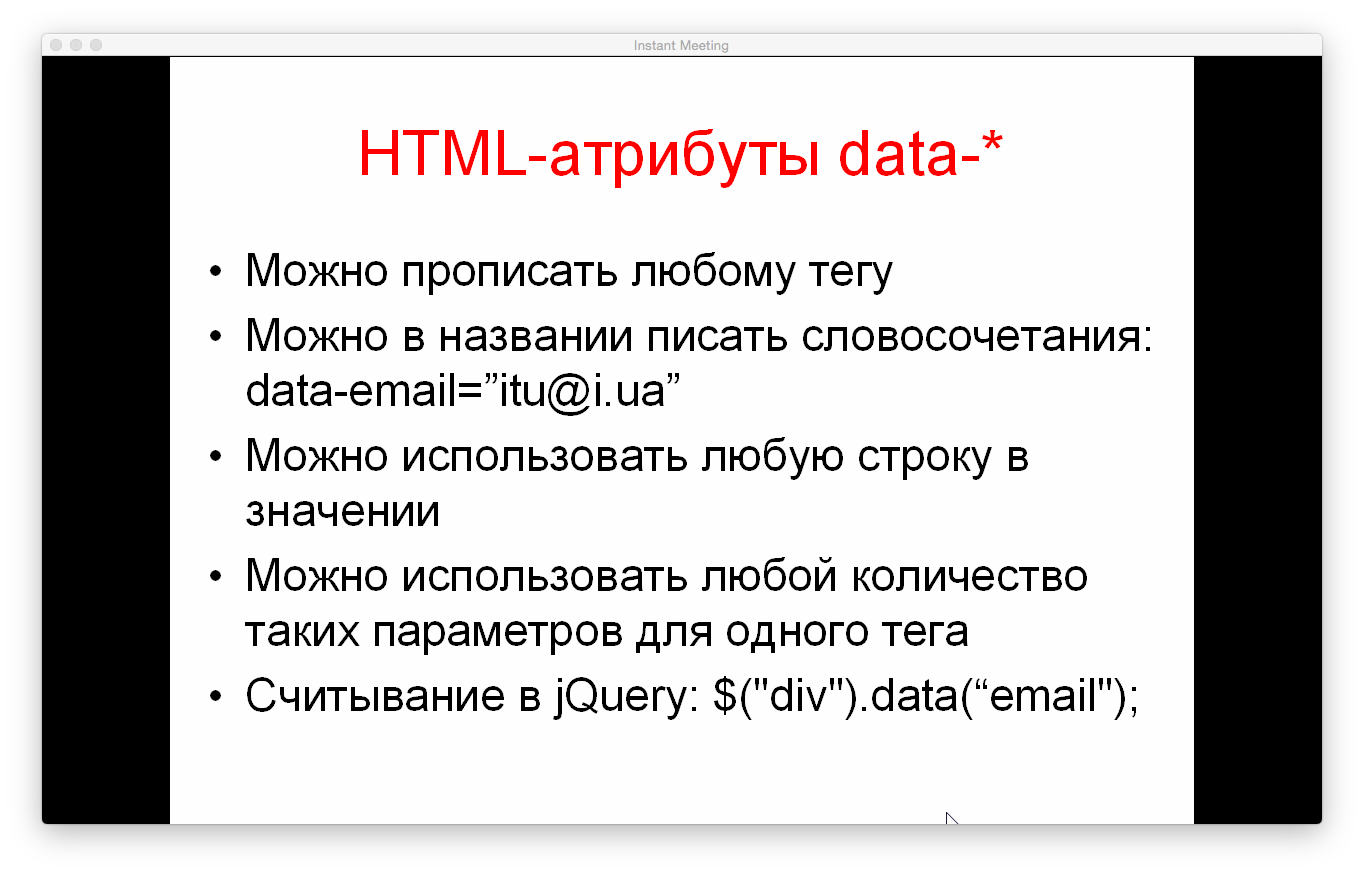 Instant Meeting
HTML-атрибуты data-*
• Можно прописать любому тегу
• Можно в названии писать словосочетания:
data-email=”itu@i.ua”
• Можно использовать любую строку в
значении
• Можно использовать любой количество
таких параметров для одного тега
• Считывание в jQuery: $("div").data(“email");